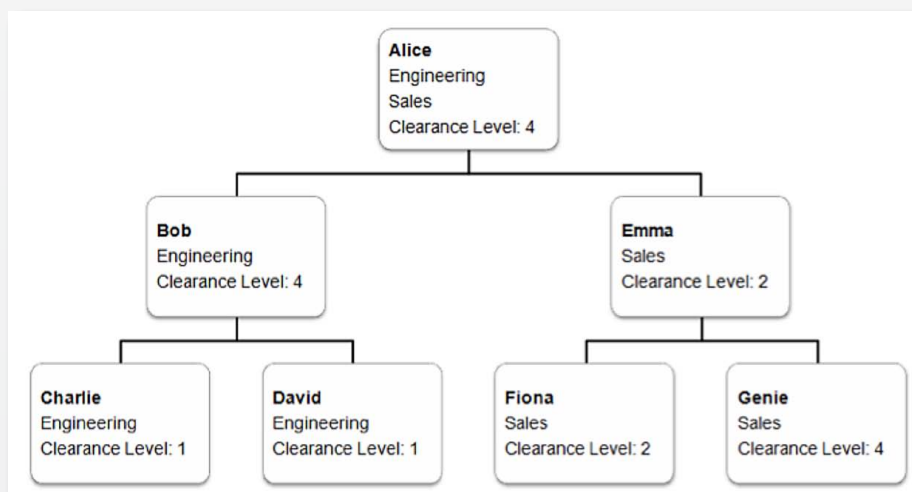 Alice
Engineering
Sales
Clearance Level: 4
Bob
Engineering
Clearance Level: 4
Emma
Sales
Clearance Level: 2
Charlie
Engineering
Clearance Level: 1
David
Engineering
Clearance Level: 1
Fiona
Sales
Clearance Level: 2
Genie
Sales
Clearance Level: 4